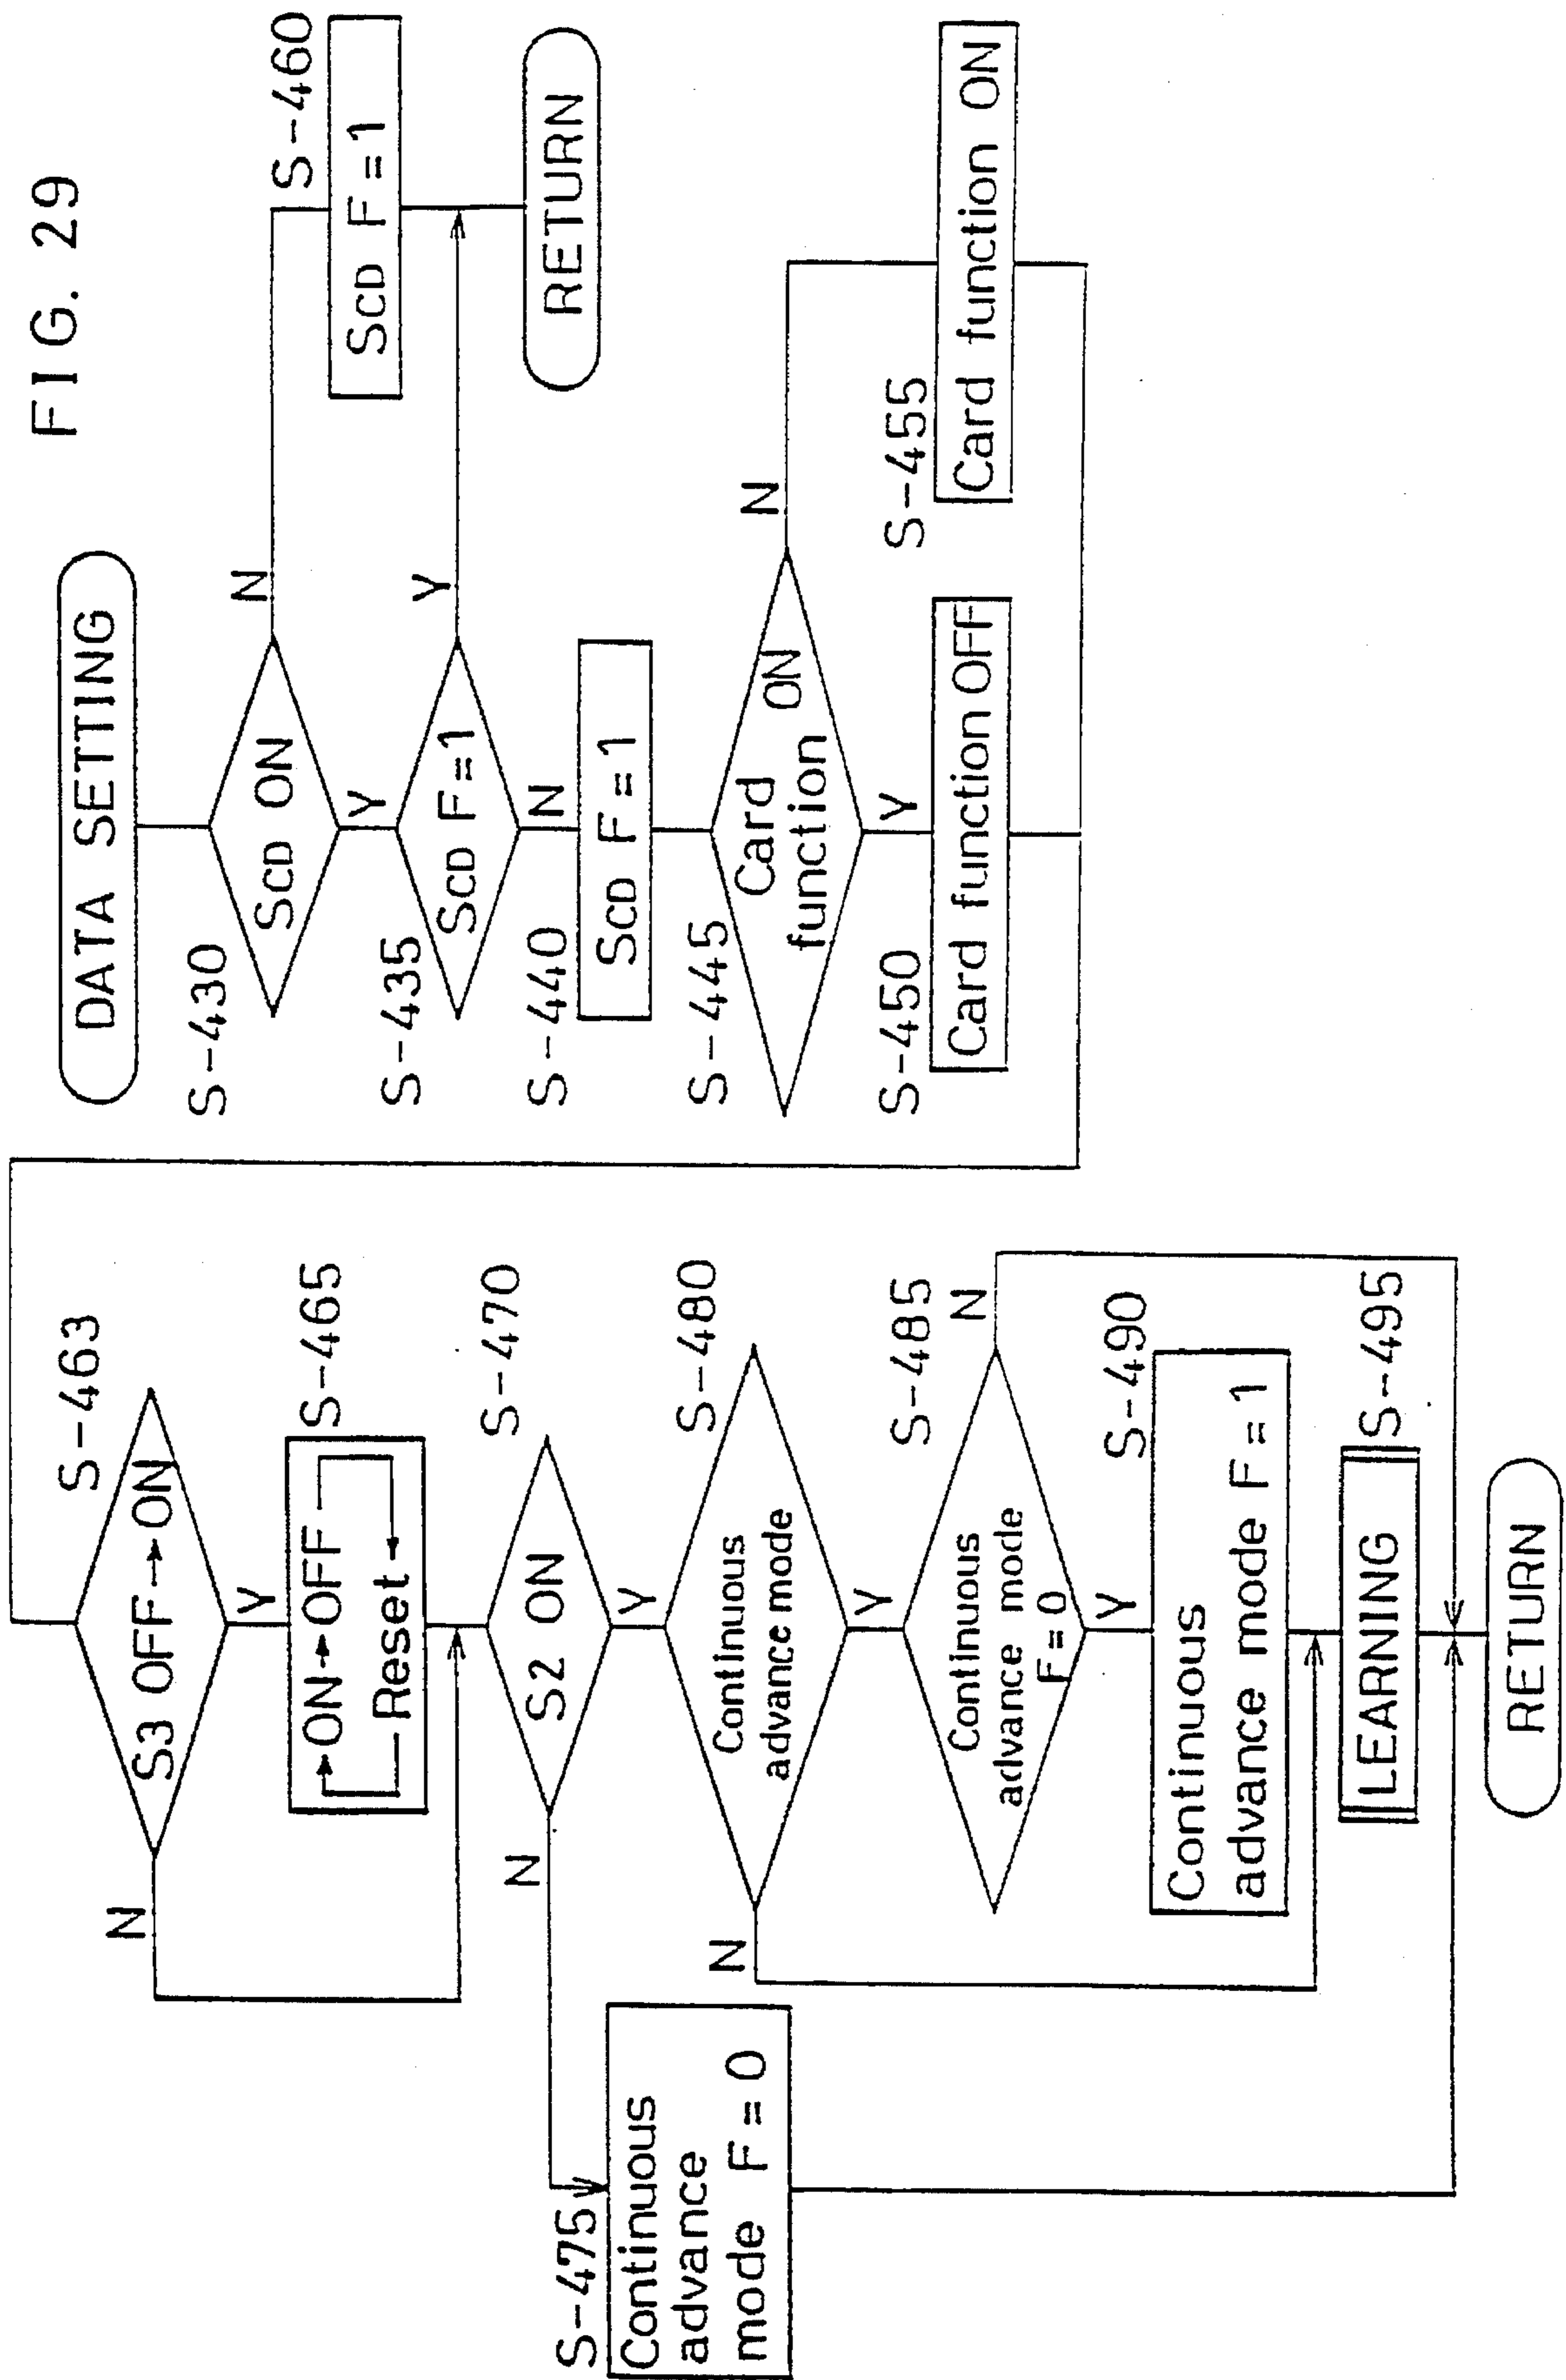 FIG. 29
DATA SETTING
S-430
SCD ON
N
Y
S-460
SCD F=1
S-435
SCD F=1
Y
N
RETURN
S-440
SCD F=1
S-445
Card
function ON
N
Y
S-450
Card function OFF
S-455
Card function ON
S-463
S3 OFF→ON
N
Y
S-465
→ON→OFF
Reset
S-470
S2 ON
N
Y
S-475
Continuous
advance
mode F=0
S-480
Continuous
advance mode
N
Y
S-485
Continuous
advance mode
F=0
N
Y
S-490
Continuous
advance mode F=1
LEARNING
S-495
RETURN